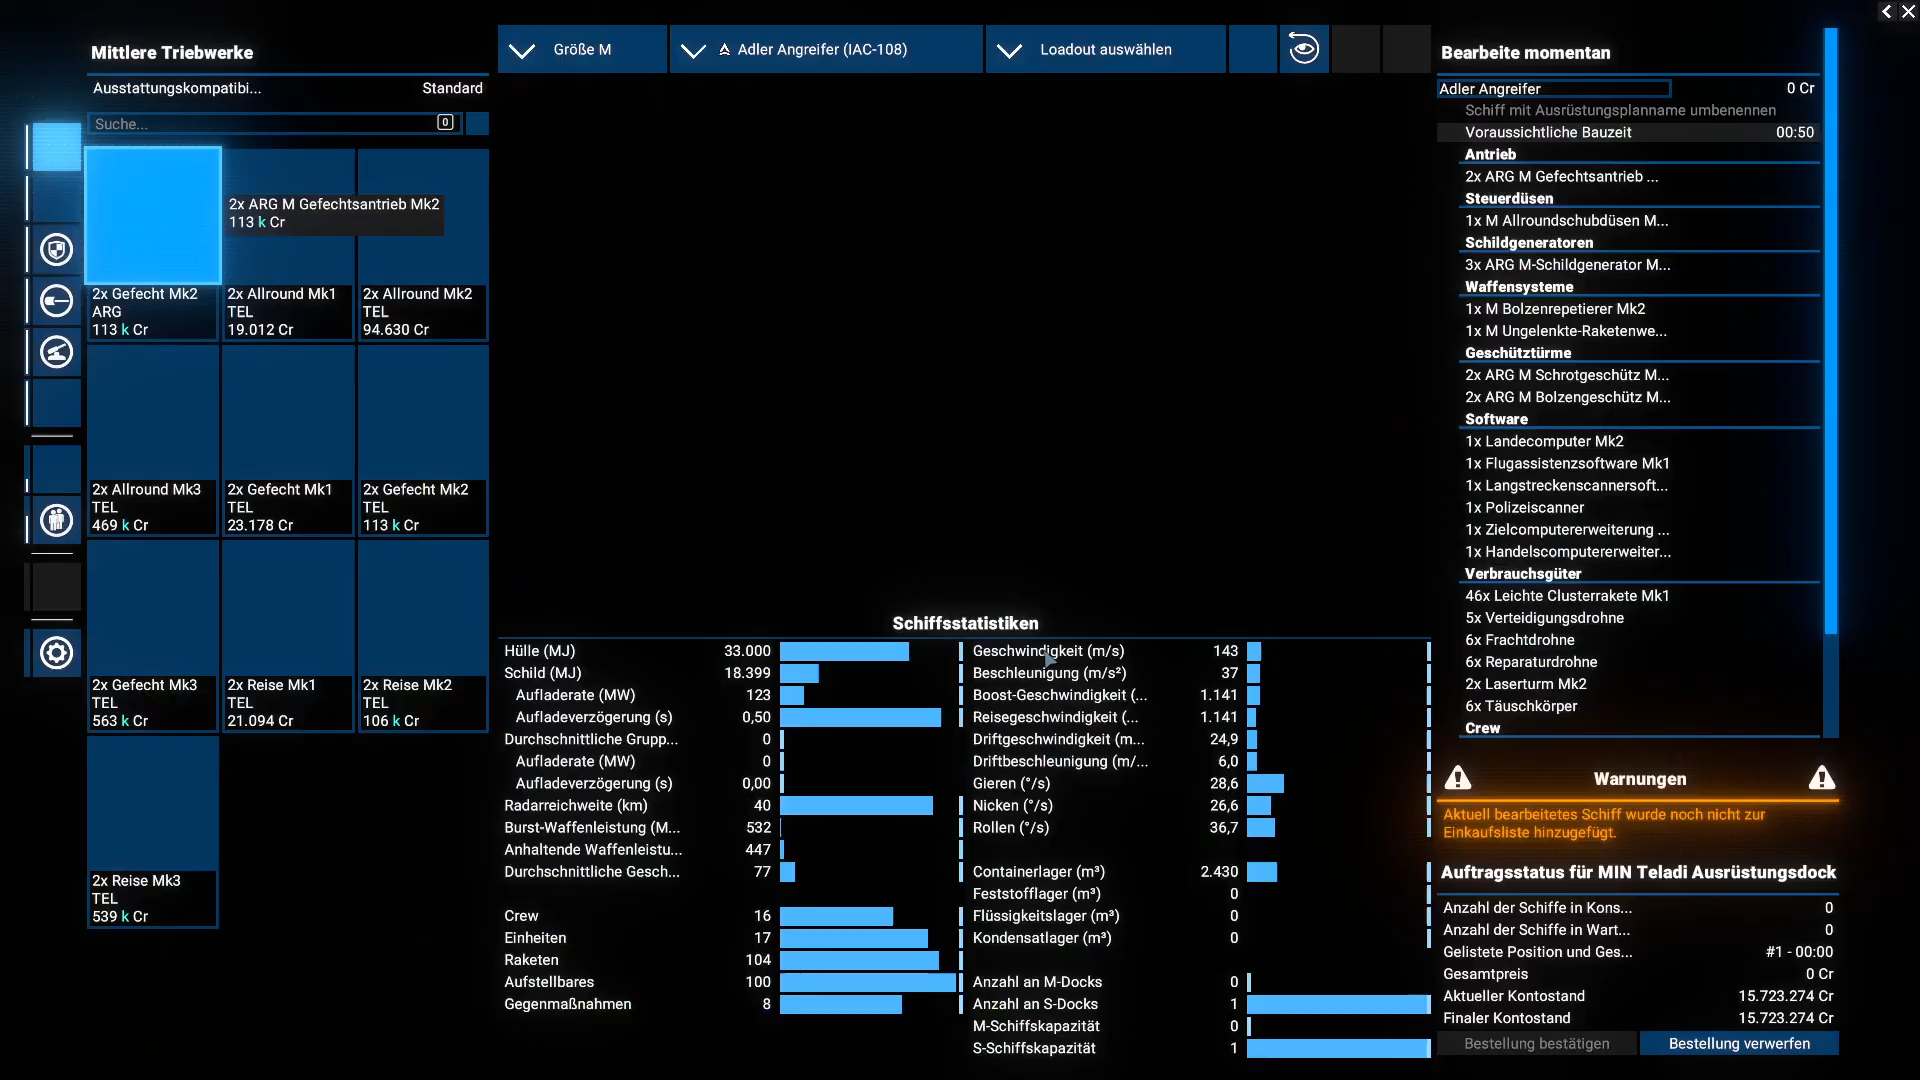 Mittlere Triebwerke
Ausstattungskompatibi... Standard
Suche... 0
2x ARG M Gefechtsantrieb Mk2
113 k Cr
2x Gefecht Mk2
ARG
113 k Cr
2x Allround Mk1
TEL
19.012 Cr
2x Allround Mk2
TEL
94.630 Cr
2x Allround Mk3
TEL
469 k Cr
2x Gefecht Mk1
TEL
23.178 Cr
2x Gefecht Mk2
TEL
113 k Cr
2x Gefecht Mk3
TEL
563 k Cr
2x Reise Mk1
TEL
21.094 Cr
2x Reise Mk2
TEL
106 k Cr
2x Reise Mk3
TEL
539 k Cr
Größe M
Adler Angreifer (IAC-108)
Loadout auswählen
Schiffsstatistiken
Hülle (MJ) 33.000
Schild (MJ) 18.399
Aufladerate (MW) 123
Aufladeverzögerung (s) 0,50
Durchschnittliche Grupp... 0
Aufladerate (MW) 0
Aufladeverzögerung (s) 0,00
Radarreichweite (km) 40
Burst-Waffenleistung (M... 532
Anhaltende Waffenleistu... 447
Durchschnittliche Gesch... 77
Crew 16
Einheiten 17
Raketen 104
Aufstellbares 100
Gegenmaßnahmen 8
Geschwindigkeit (m/s) 143
Beschleunigung (m/s²) 37
Boost-Geschwindigkeit (... 1.141
Reisegeschwindigkeit (... 1.141
Driftgeschwindigkeit (m... 24,9
Driftbeschleunigung (m/... 6,0
Gieren (°/s) 28,6
Nicken (°/s) 26,6
Rollen (°/s) 36,7
Containerlager (m³) 2.430
Feststofflager (m³) 0
Flüssigkeitslager (m³) 0
Kondensatlager (m³) 0
Anzahl an M-Docks 0
Anzahl an S-Docks 1
M-Schiffskapazität 0
S-Schiffskapazität 1
Bearbeite momentan
Adler Angreifer 0 Cr
Schiff mit Ausrüstungsplanname umbenennen
Voraussichtliche Bauzeit 00:50
Antrieb
2x ARG M Gefechtsantrieb ...
Steuerdüsen
1x M Allroundschubdüsen M...
Schildgeneratoren
3x ARG M-Schildgenerator M...
Waffensysteme
1x M Bolzenrepetierer Mk2
1x M Ungelenkte-Raketenwe...
Geschütztürme
2x ARG M Schrotgeschütz M...
2x ARG M Bolzengeschütz M...
Software
1x Landecomputer Mk2
1x Flugassistenzsoftware Mk1
1x Langstreckenscannersoft...
1x Polizeiscanner
1x Zielcomputererweiterung ...
1x Handelscomputererweiter...
Verbrauchsgüter
46x Leichte Clusterrakete Mk1
5x Verteidigungsdrohne
6x Frachtdrohne
6x Reparaturdrohne
2x Laserturm Mk2
6x Täuschkörper
Crew
Warnungen
Aktuell bearbeitetes Schiff wurde noch nicht zur
Einkaufsliste hinzugefügt.
Auftragsstatus für MIN Teladi Ausrüstungsdock
Anzahl der Schiffe in Kons... 0
Anzahl der Schiffe in Wart... 0
Gelistete Position und Ges... #1 - 00:00
Gesamtpreis 0 Cr
Aktueller Kontostand 15.723.274 Cr
Finaler Kontostand 15.723.274 Cr
Bestellung bestätigen
Bestellung verwerfen